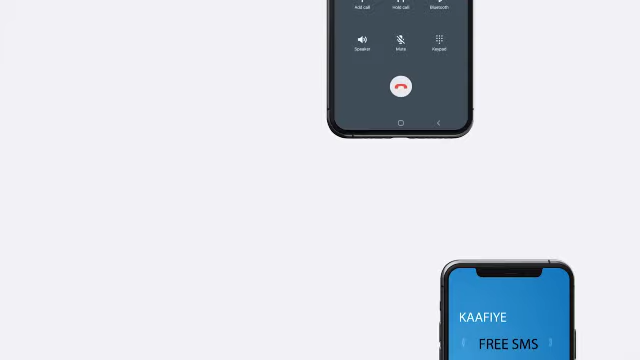 Add call Hold call Bluetooth
Speaker Mute Keypad
KAAFIYE
FREE SMS